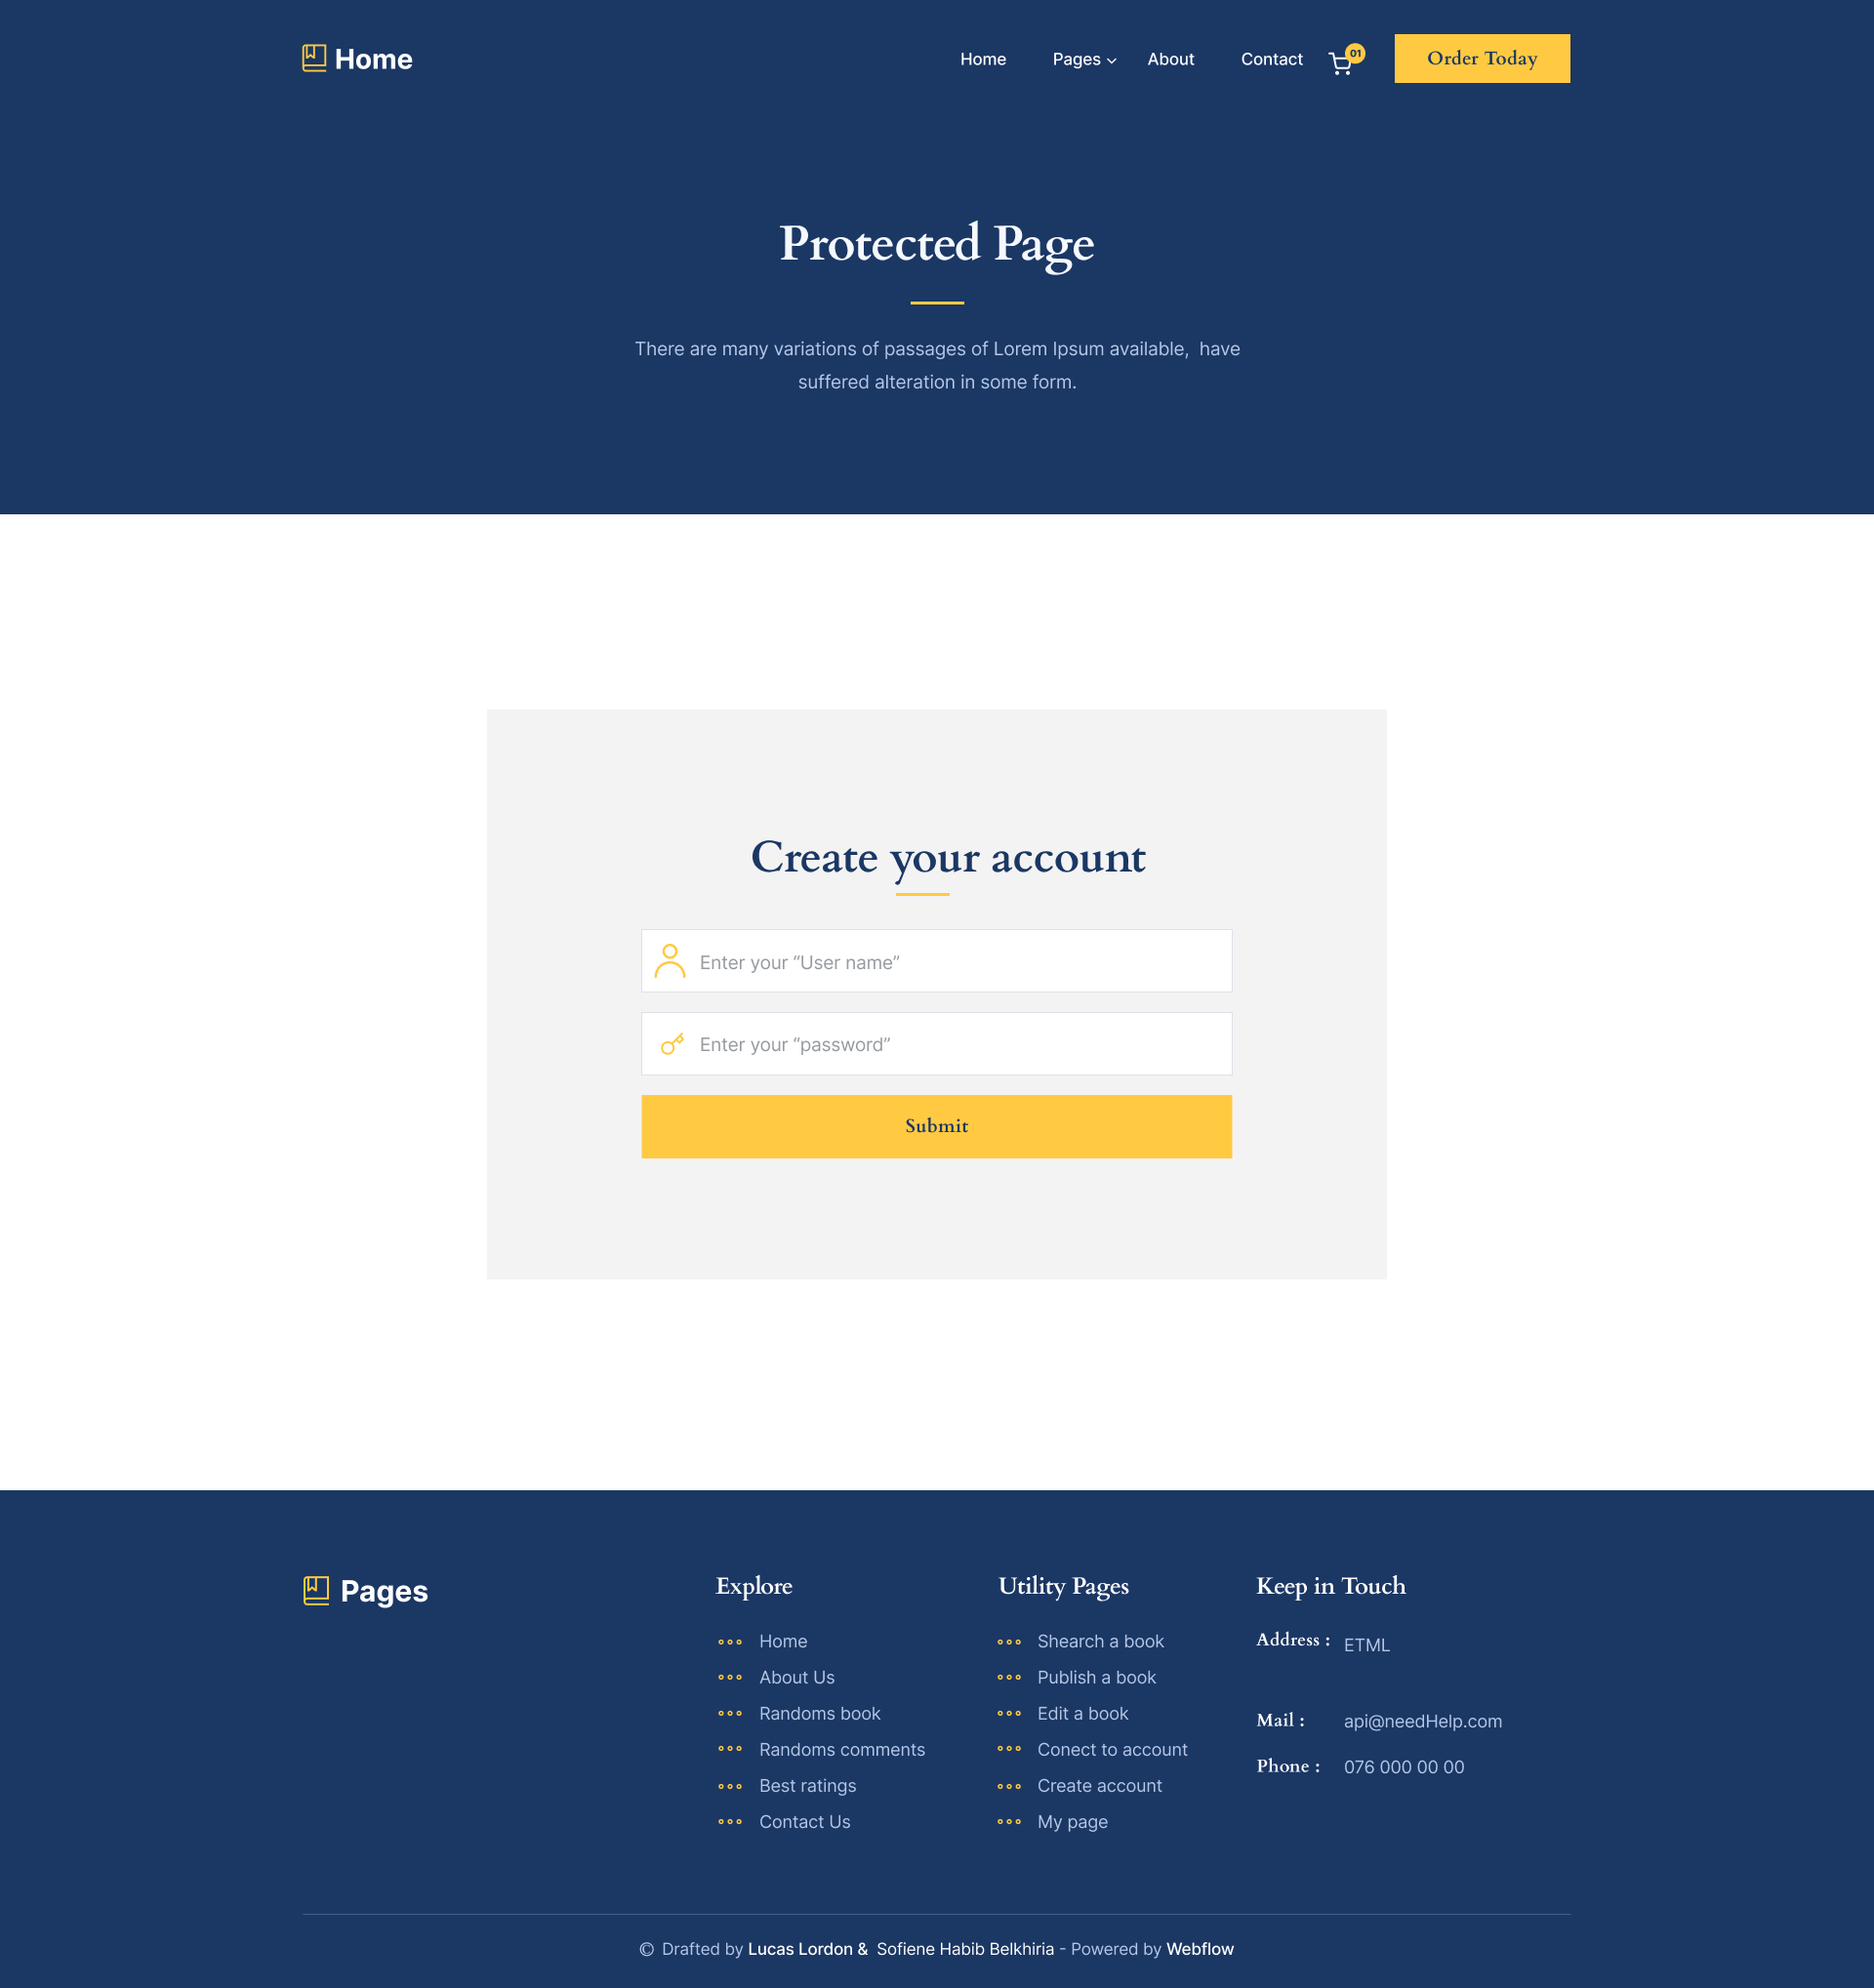 Home
Home Pages About Contact 01 Order Today
Protected Page
There are many variations of passages of Lorem Ipsum available, have
suffered alteration in some form.
Create your account
Enter your “User name”
Enter your “password”
Submit
Pages
Explore
Home
About Us
Randoms book
Randoms comments
Best ratings
Contact Us
Utility Pages
Shearch a book
Publish a book
Edit a book
Conect to account
Create account
My page
Keep in Touch
Address : ETML
Mail : api@needHelp.com
Phone : 076 000 00 00
© Drafted by Lucas Lordon & Sofiene Habib Belkhiria - Powered by Webflow